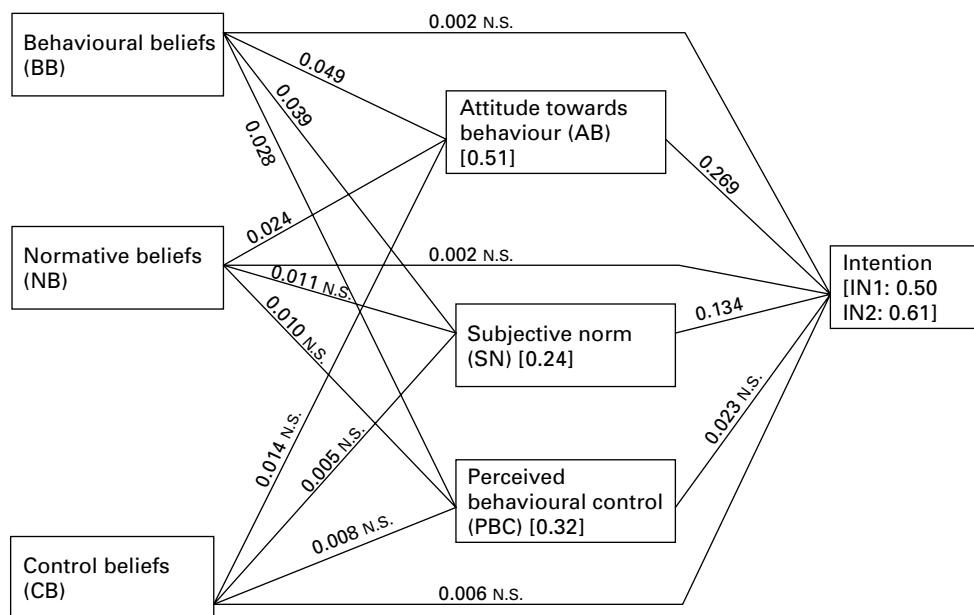 0.002 N.S.
Behavioural beliefs
(BB)
0.049
0.039
0.028
Attitude towards
behaviour (AB)
[0.51]
0.269
0.024
Normative beliefs
(NB)
0.002 N.S.
0.011 N.S.
0.010 N.S.
Intention
[IN1: 0.50
IN2: 0.61]
0.134
Subjective norm
(SN) [0.24]
0.014 N.S.
0.005 N.S.
0.023 N.S.
Perceived
behavioural control
(PBC) [0.32]
0.008 N.S.
Control beliefs
(CB)
0.006 N.S.